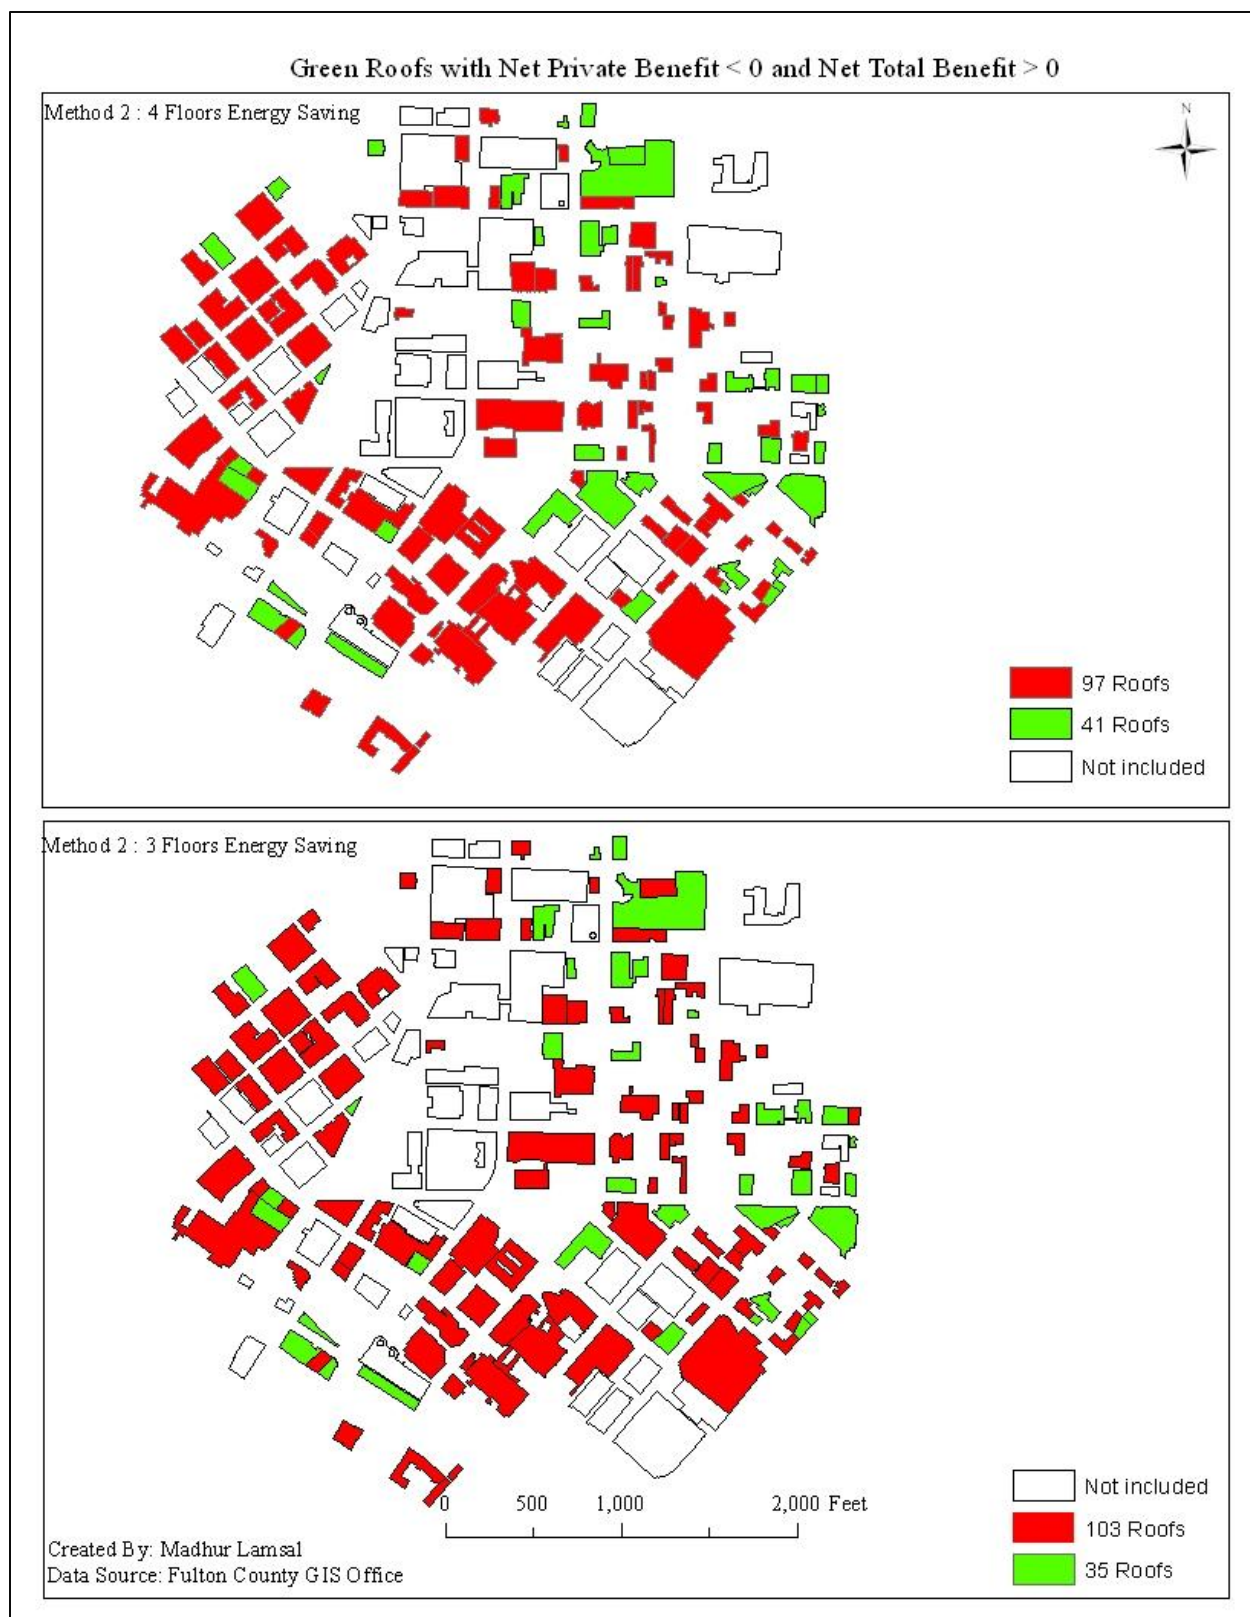 Green Roofs with Net Private Benefit < 0 and Net Total Benefit > 0
Method 2 : 4 Floors Energy Saving
N
97 Roofs
41 Roofs
Not included
Method 2 : 3 Floors Energy Saving
0 500 1,000 2,000 Feet
Not included
103 Roofs
35 Roofs
Created By: Madhur Lamsal
Data Source: Fulton County GIS Office